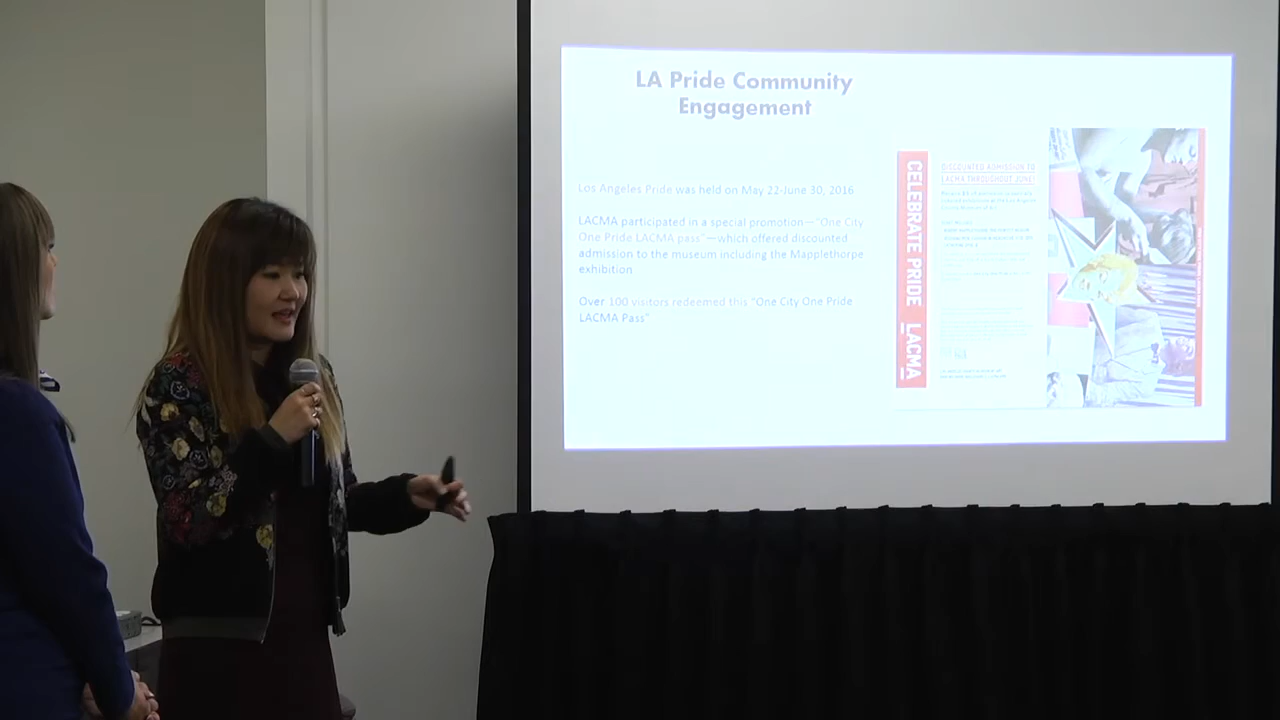 LA Pride Community
Engagement
Los Angeles Pride was held on May 22-June 30, 2016
LACMA participated in a special promotion—"One City
One Pride LACMA pass"—which offered discounted
admission to the museum including the Mapplethorpe
exhibition
Over 100 visitors redeemed this "One City One Pride
LACMA Pass"
CELEBRATE PRIDE LACMA
DISCOUNTED ADMISSION TO
LACMA THROUGHOUT JUNE!